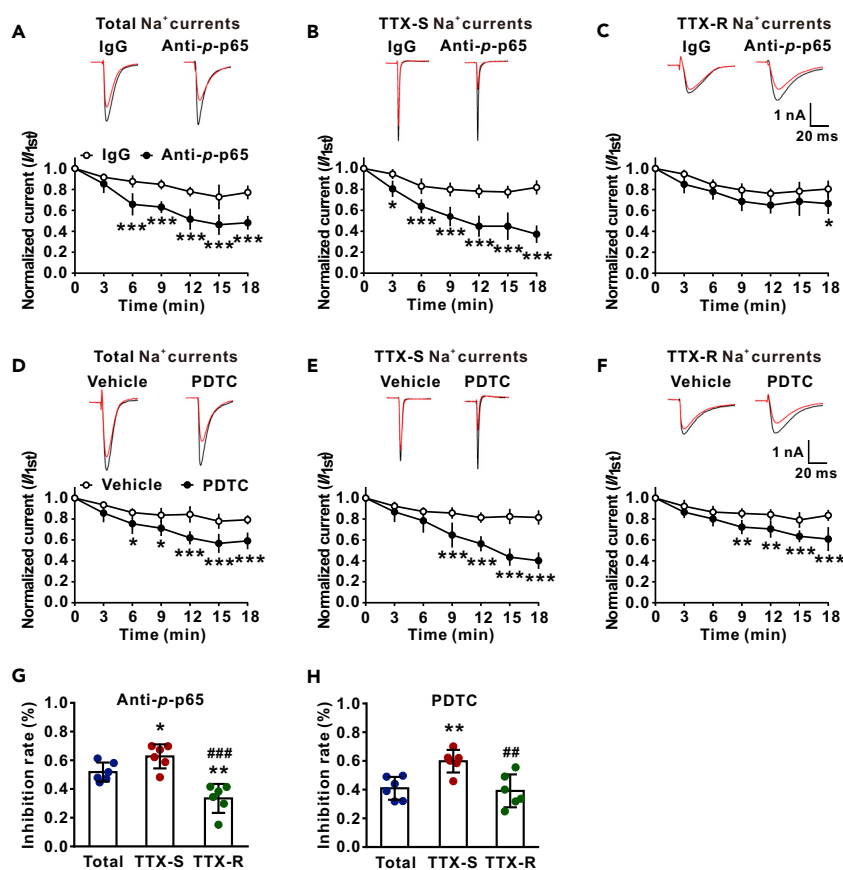 A Total Na⁺ currents
IgG Anti-p-p65
B TTX-S Na⁺ currents
IgG Anti-p-p65
C TTX-R Na⁺ currents
IgG Anti-p-p65
1 nA
20 ms
IgG Anti-p-p65
Normalized current (I/I1st)
1.0
0.8
0.6
0.4
0.2
0.0
*** *** *** *** ***
0 3 6 9 12 15 18
Time (min)
IgG Anti-p-p65
Normalized current (I/I1st)
1.0
0.8
0.6
0.4
0.2
0.0
* *** *** *** *** ***
0 3 6 9 12 15 18
Time (min)
Normalized current (I/I1st)
1.0
0.8
0.6
0.4
0.2
0.0
*
0 3 6 9 12 15 18
Time (min)
D Total Na⁺ currents
Vehicle PDTC
E TTX-S Na⁺ currents
Vehicle PDTC
F TTX-R Na⁺ currents
Vehicle PDTC
1 nA
20 ms
Vehicle PDTC
Normalized current (I/I1st)
1.0
0.8
0.6
0.4
0.2
0.0
* * *** *** ***
0 3 6 9 12 15 18
Time (min)
Normalized current (I/I1st)
1.0
0.8
0.6
0.4
0.2
0.0
*** *** *** ***
0 3 6 9 12 15 18
Time (min)
Normalized current (I/I1st)
1.0
0.8
0.6
0.4
0.2
0.0
** ** *** ***
0 3 6 9 12 15 18
Time (min)
G Anti-p-p65
Inhibition rate (%)
1.0
0.8
0.6
0.4
0.2
0.0
*
###
**
Total TTX-S TTX-R
H PDTC
Inhibition rate (%)
1.0
0.8
0.6
0.4
0.2
0.0
**
##
Total TTX-S TTX-R